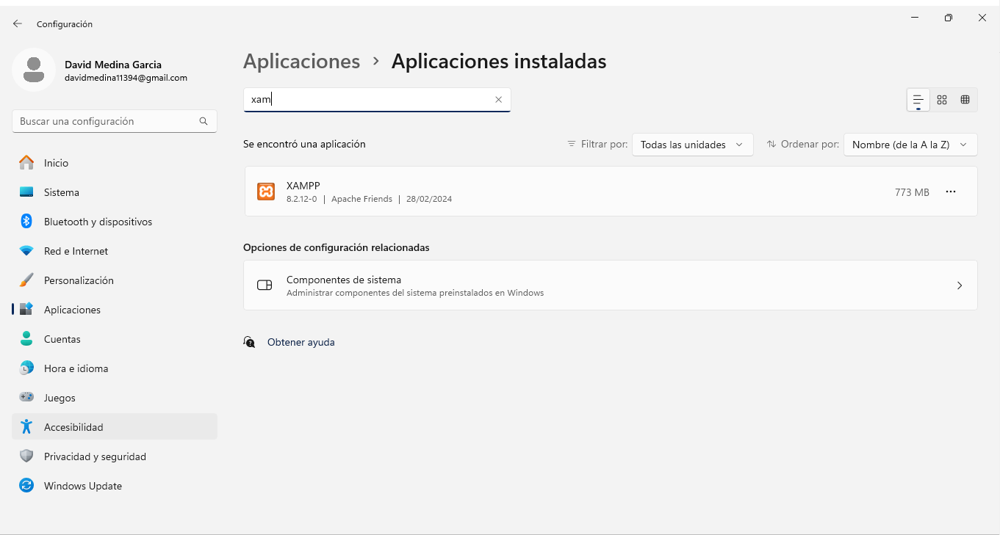 Configuración
David Medina Garcia
davidmedina11394@gmail.com
Buscar una configuración
Inicio
Sistema
Bluetooth y dispositivos
Red e Internet
Personalización
Aplicaciones
Cuentas
Hora e idioma
Juegos
Accesibilidad
Privacidad y seguridad
Windows Update
Aplicaciones > Aplicaciones instaladas
xam
Se encontró una aplicación
Filtrar por: Todas las unidades
Ordenar por: Nombre (de la A la Z)
XAMPP
8.2.12-0 | Apache Friends | 28/02/2024
773 MB
Opciones de configuración relacionadas
Componentes de sistema
Administrar componentes del sistema preinstalados en Windows
Obtener ayuda